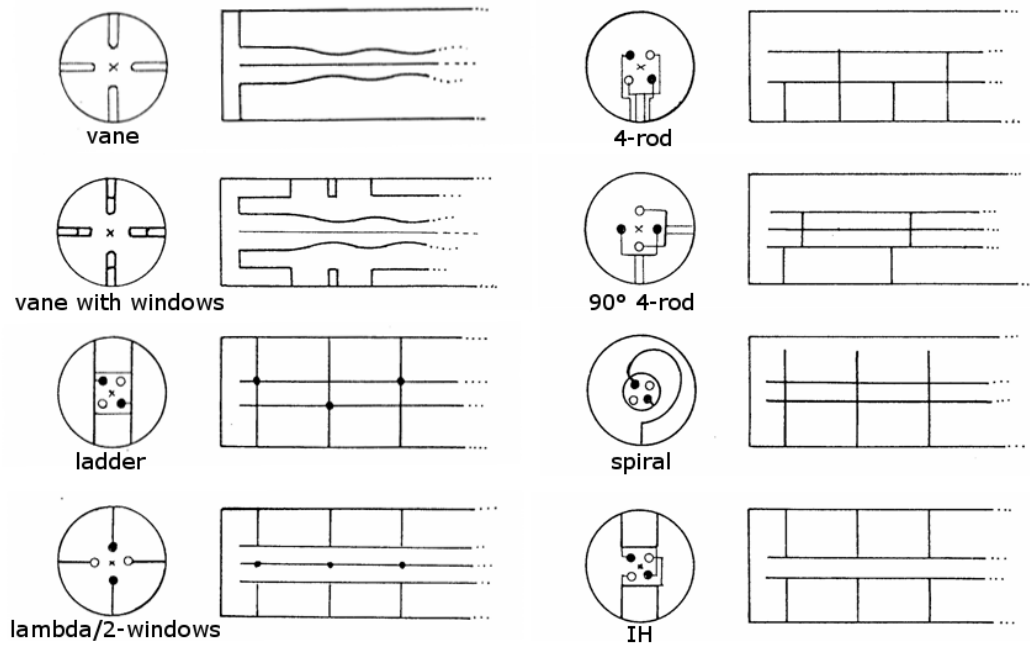 vane
4-rod
vane with windows
90° 4-rod
ladder
spiral
lambda/2-windows
IH